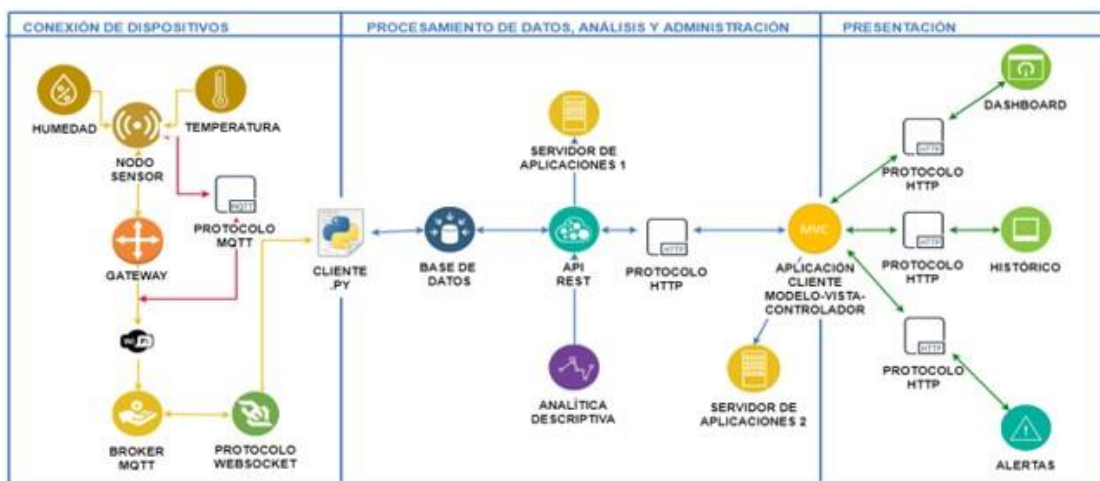 CONEXIÓN DE DISPOSITIVOS
PROCESAMIENTO DE DATOS, ANÁLISIS Y ADMINISTRACIÓN
PRESENTACIÓN
HUMEDAD
TEMPERATURA
NODO
SENSOR
MQTT
PROTOCOLO
MQTT
GATEWAY
Wi Fi
BROKER
MQTT
PROTOCOLO
WEBSOCKET
CLIENTE
.PY
BASE DE
DATOS
SERVIDOR DE
APLICACIONES 1
API
REST
ANALÍTICA
DESCRIPTIVA
HTTP
PROTOCOLO
HTTP
MVC
APLICACIÓN
CLIENTE
MODELO-VISTA-
CONTROLADOR
SERVIDOR DE
APLICACIONES 2
HTTP
PROTOCOLO
HTTP
DASHBOARD
HTTP
PROTOCOLO
HTTP
HISTÓRICO
HTTP
PROTOCOLO
HTTP
ALERTAS